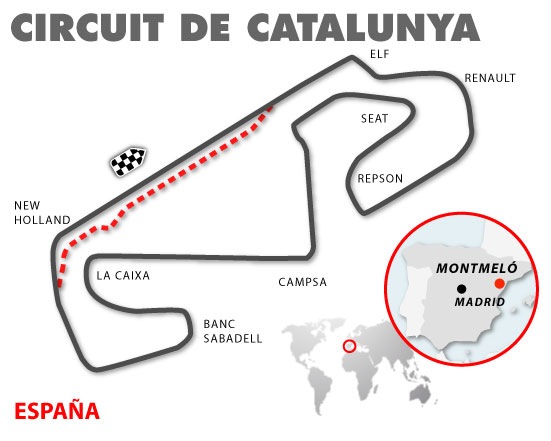 CIRCUIT DE CATALUNYA
ELF
RENAULT
SEAT
REPSON
NEW
HOLLAND
LA CAIXA
CAMPSA
BANC
SABADELL
MONTMELÓ
MADRID
ESPAÑA